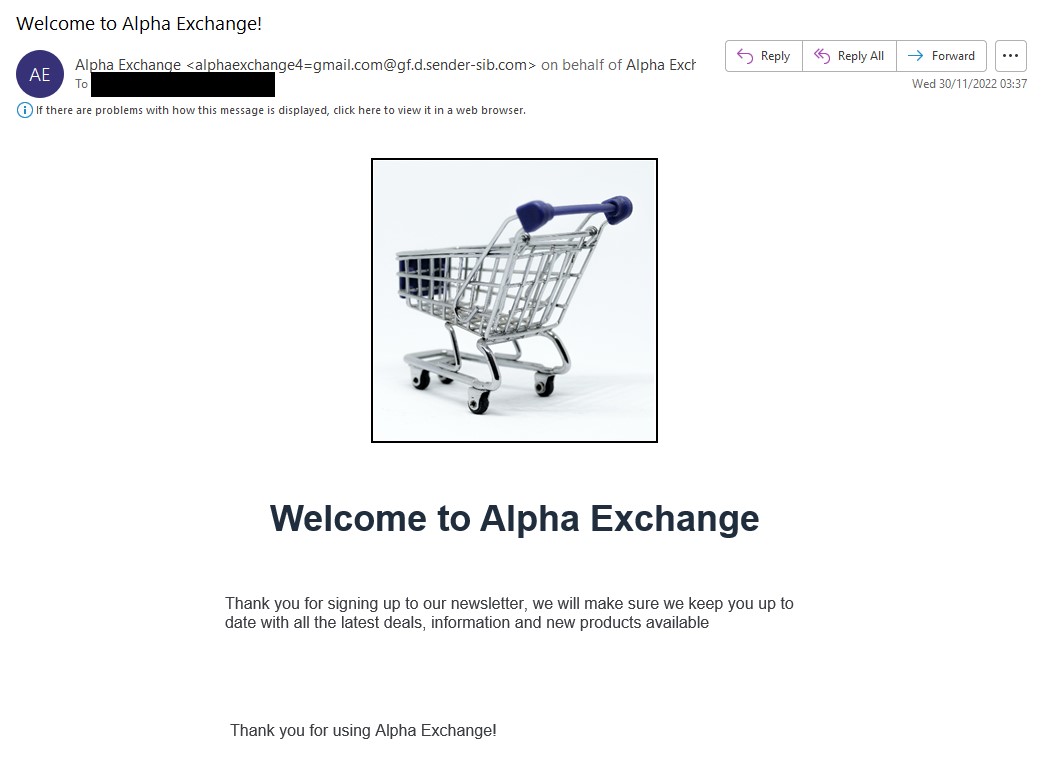 Welcome to Alpha Exchange!
AE
Alpha Exchange <alphaexchange4=gmail.com@gf.d.sender-sib.com> on behalf of Alpha Exch
Reply
Reply All
Forward
To
Wed 30/11/2022 03:37
If there are problems with how this message is displayed, click here to view it in a web browser.
Welcome to Alpha Exchange
Thank you for signing up to our newsletter, we will make sure we keep you up to
date with all the latest deals, information and new products available
Thank you for using Alpha Exchange!